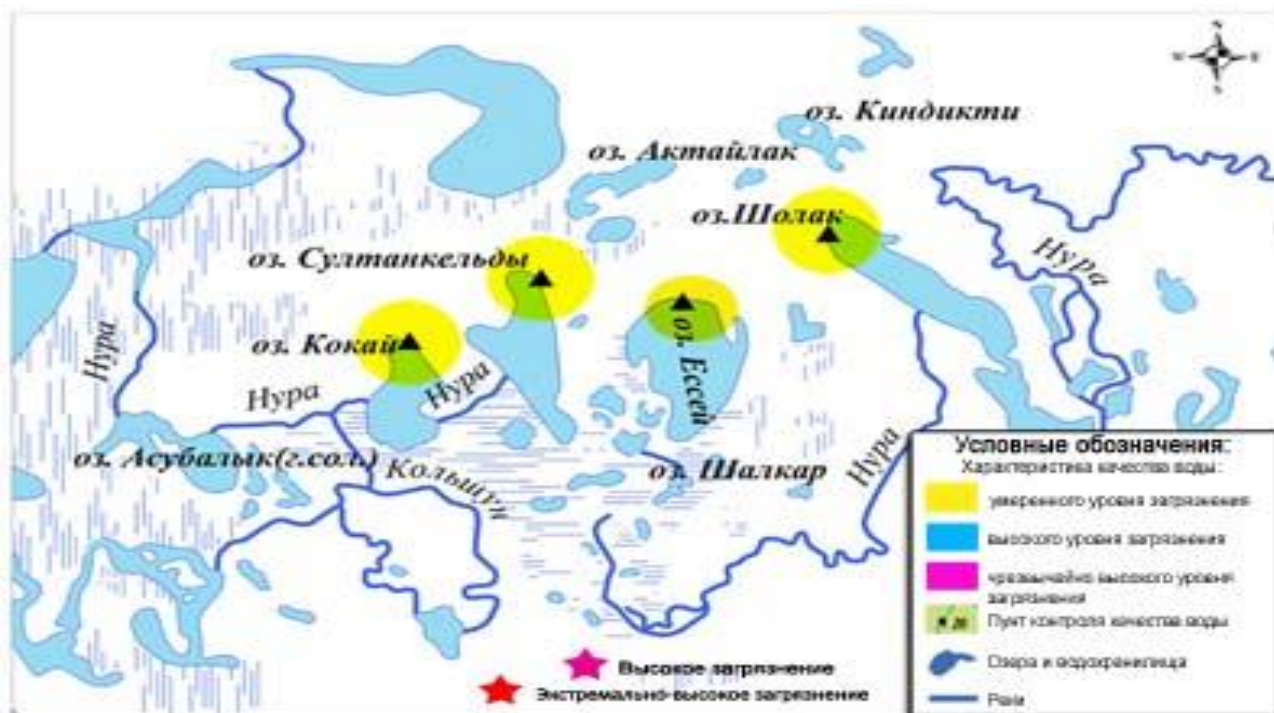 N
W E
S
оз. Киндикти
оз. Актайлак
оз.Шолак
Нура
оз. Султанкельды
оз. Кокай
Нура
Нура
Нура
оз. Ессей
оз. Асубалык(г.сол.)
Кольшун
оз. Шалкар
Нура
Условные обозначения:
Характеристика качества воды:
умеренного уровня загрязнения
высокого уровня загрязнения
чрезвычайно высокого уровня
загрязнения
Пункт контроля качества воды
Озера и водохранилища
Реки
Высокое загрязнение
Экстремально-высокое загрязнение